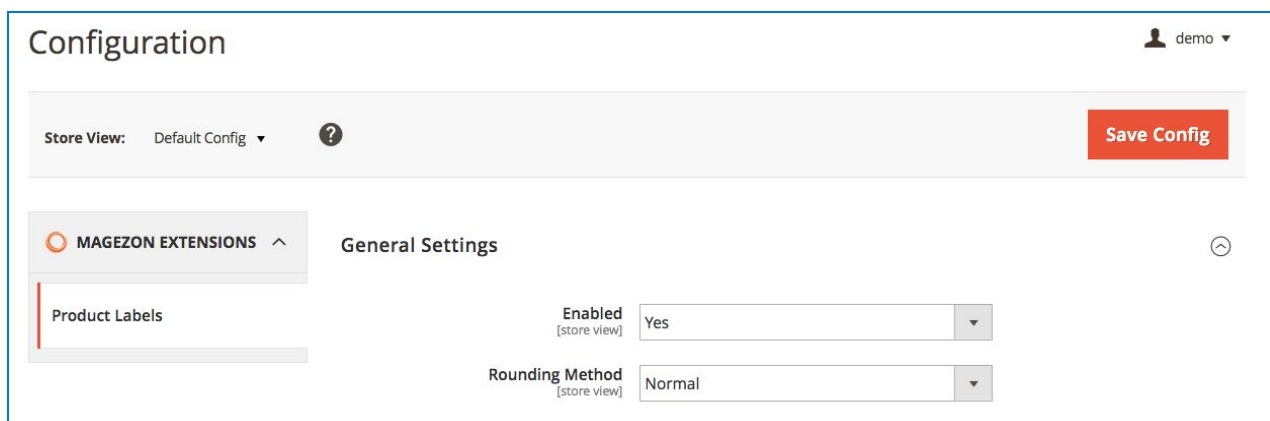 Configuration
demo
Store View: Default Config ?
Save Config
MAGEZON EXTENSIONS
Product Labels
General Settings
Enabled
[store view]
Yes
Rounding Method
[store view]
Normal